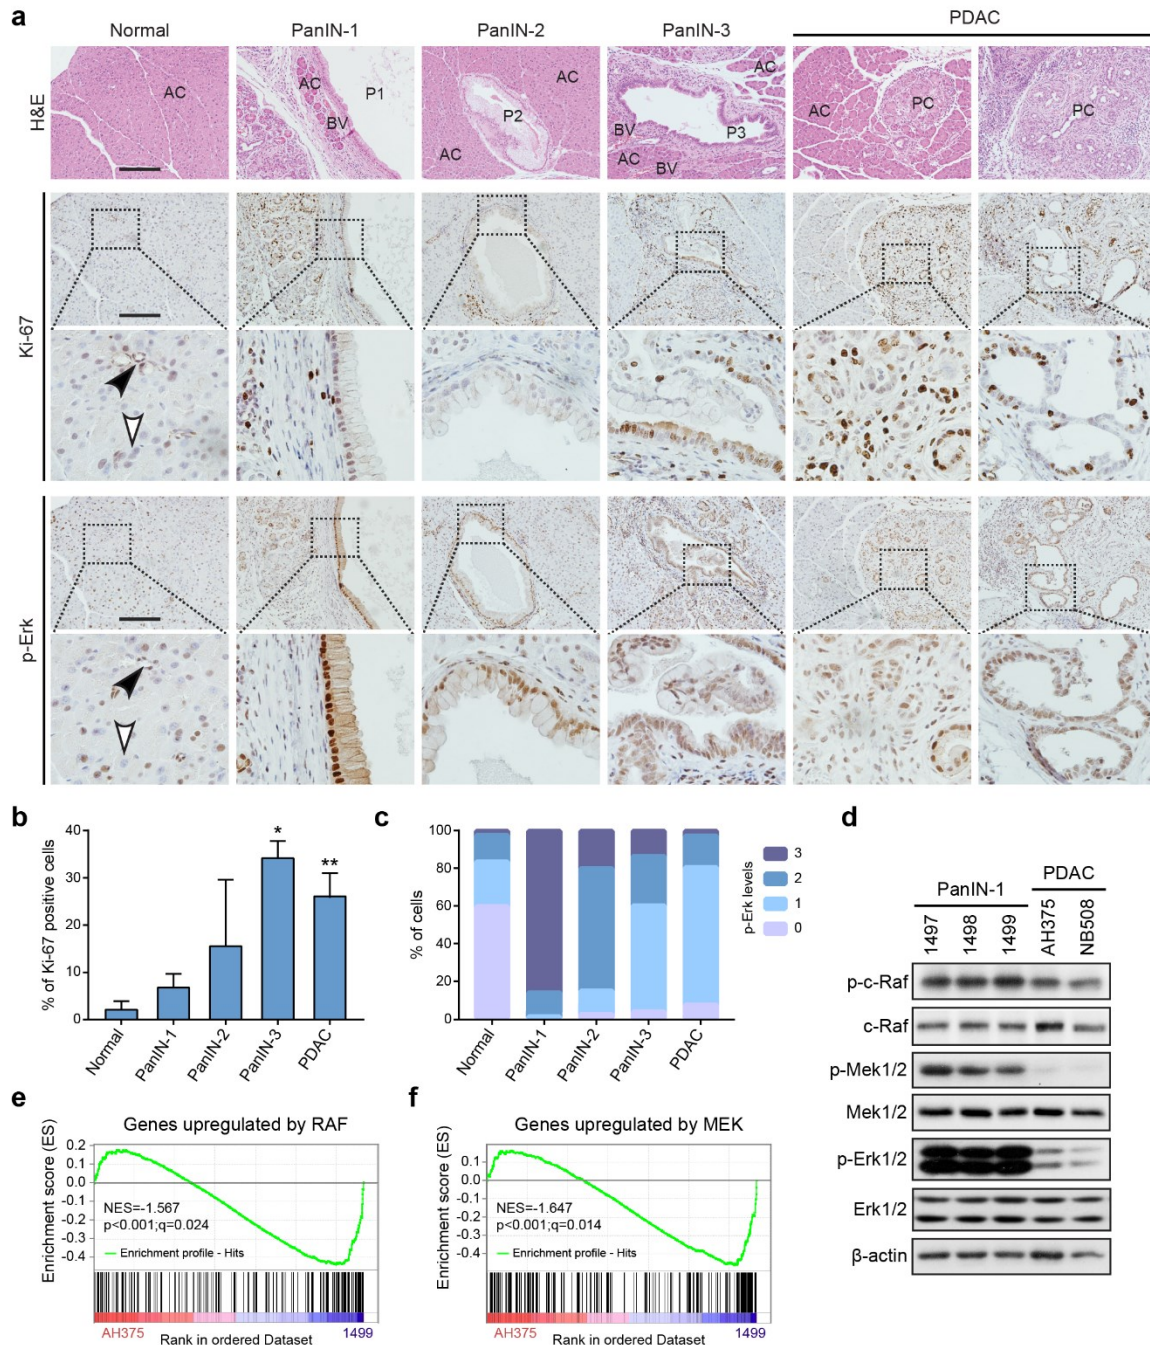 a
Normal
PanIN-1
PanIN-2
PanIN-3
PDAC
H&E
AC
AC
BV
P1
AC
P2
AC
AC
P3
BV
AC
BV
AC
PC
PC
Ki-67
p-Erk
b
% of Ki-67 positive cells
40
30
20
10
0
*
**
Normal
PanIN-1
PanIN-2
PanIN-3
PDAC
c
% of cells
100
80
60
40
20
0
Normal
PanIN-1
PanIN-2
PanIN-3
PDAC
p-Erk levels
3
2
1
0
d
PanIN-1
PDAC
1497
1498
1499
AH375
NB508
p-c-Raf
c-Raf
p-Mek1/2
Mek1/2
p-Erk1/2
Erk1/2
β-actin
e
Genes upregulated by RAF
Enrichment score (ES)
0.2
0.1
0.0
-0.1
-0.2
-0.3
-0.4
NES=-1.567
p<0.001;q=0.024
Enrichment profile - Hits
AH375
1499
Rank in ordered Dataset
f
Genes upregulated by MEK
Enrichment score (ES)
0.1
0.0
-0.1
-0.2
-0.3
-0.4
NES=-1.647
p<0.001;q=0.014
Enrichment profile - Hits
AH375
1499
Rank in ordered Dataset